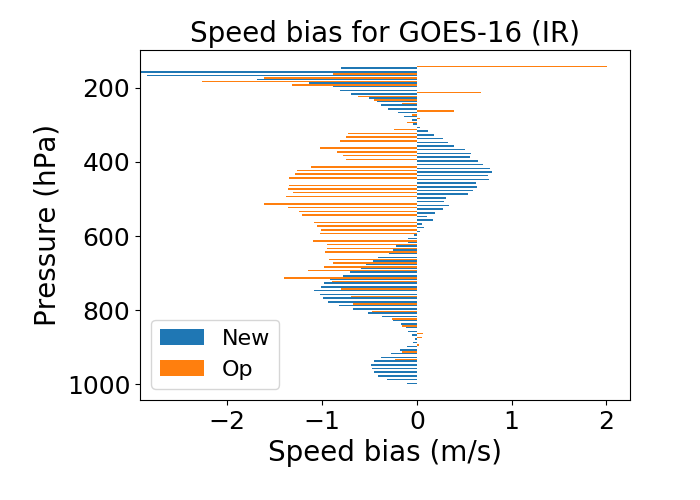 Speed bias for GOES-16 (IR)
Pressure (hPa)
200
400
600
800
1000
New
Op
−2
−1
0
1
2
Speed bias (m/s)